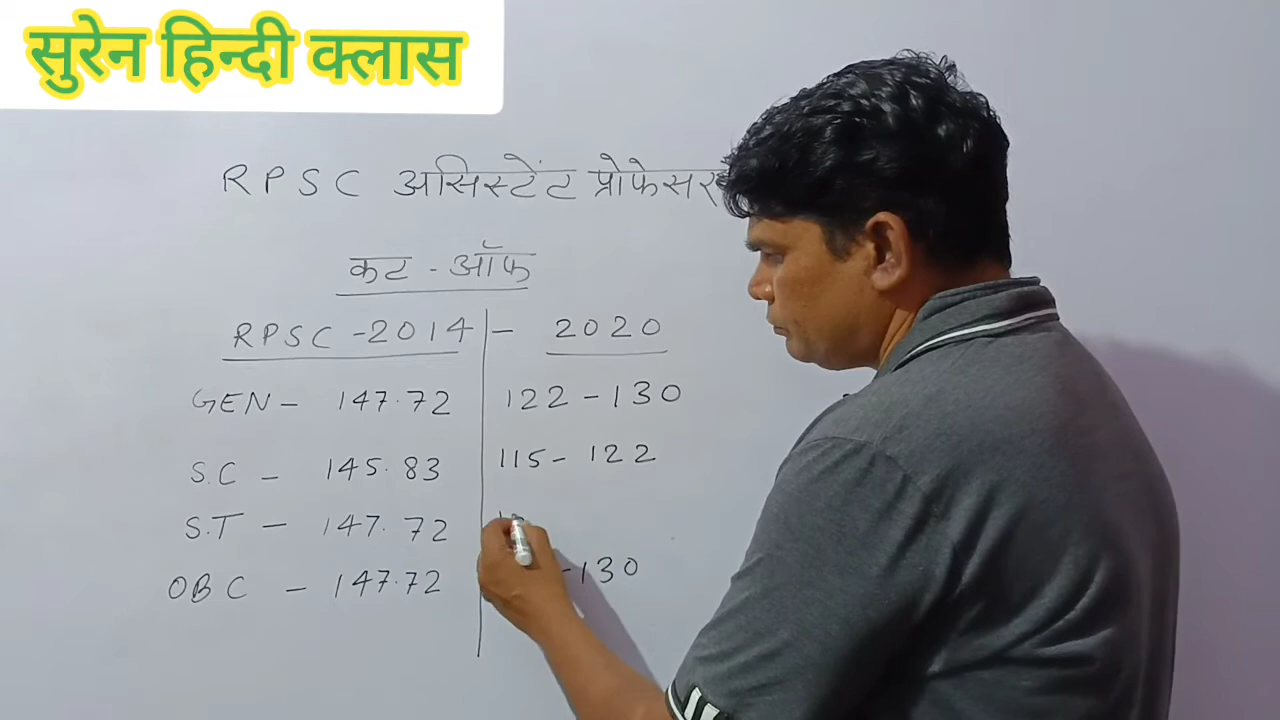 सुरेन हिन्दी क्लास
RPSC असिस्टेंट प्रोफेसर
कट - ऑफ
RPSC -2014 - 2020
GEN - 147.72 122 - 130
S.C - 145.83 115 - 122
S.T - 147.72
OBC - 147.72 -130